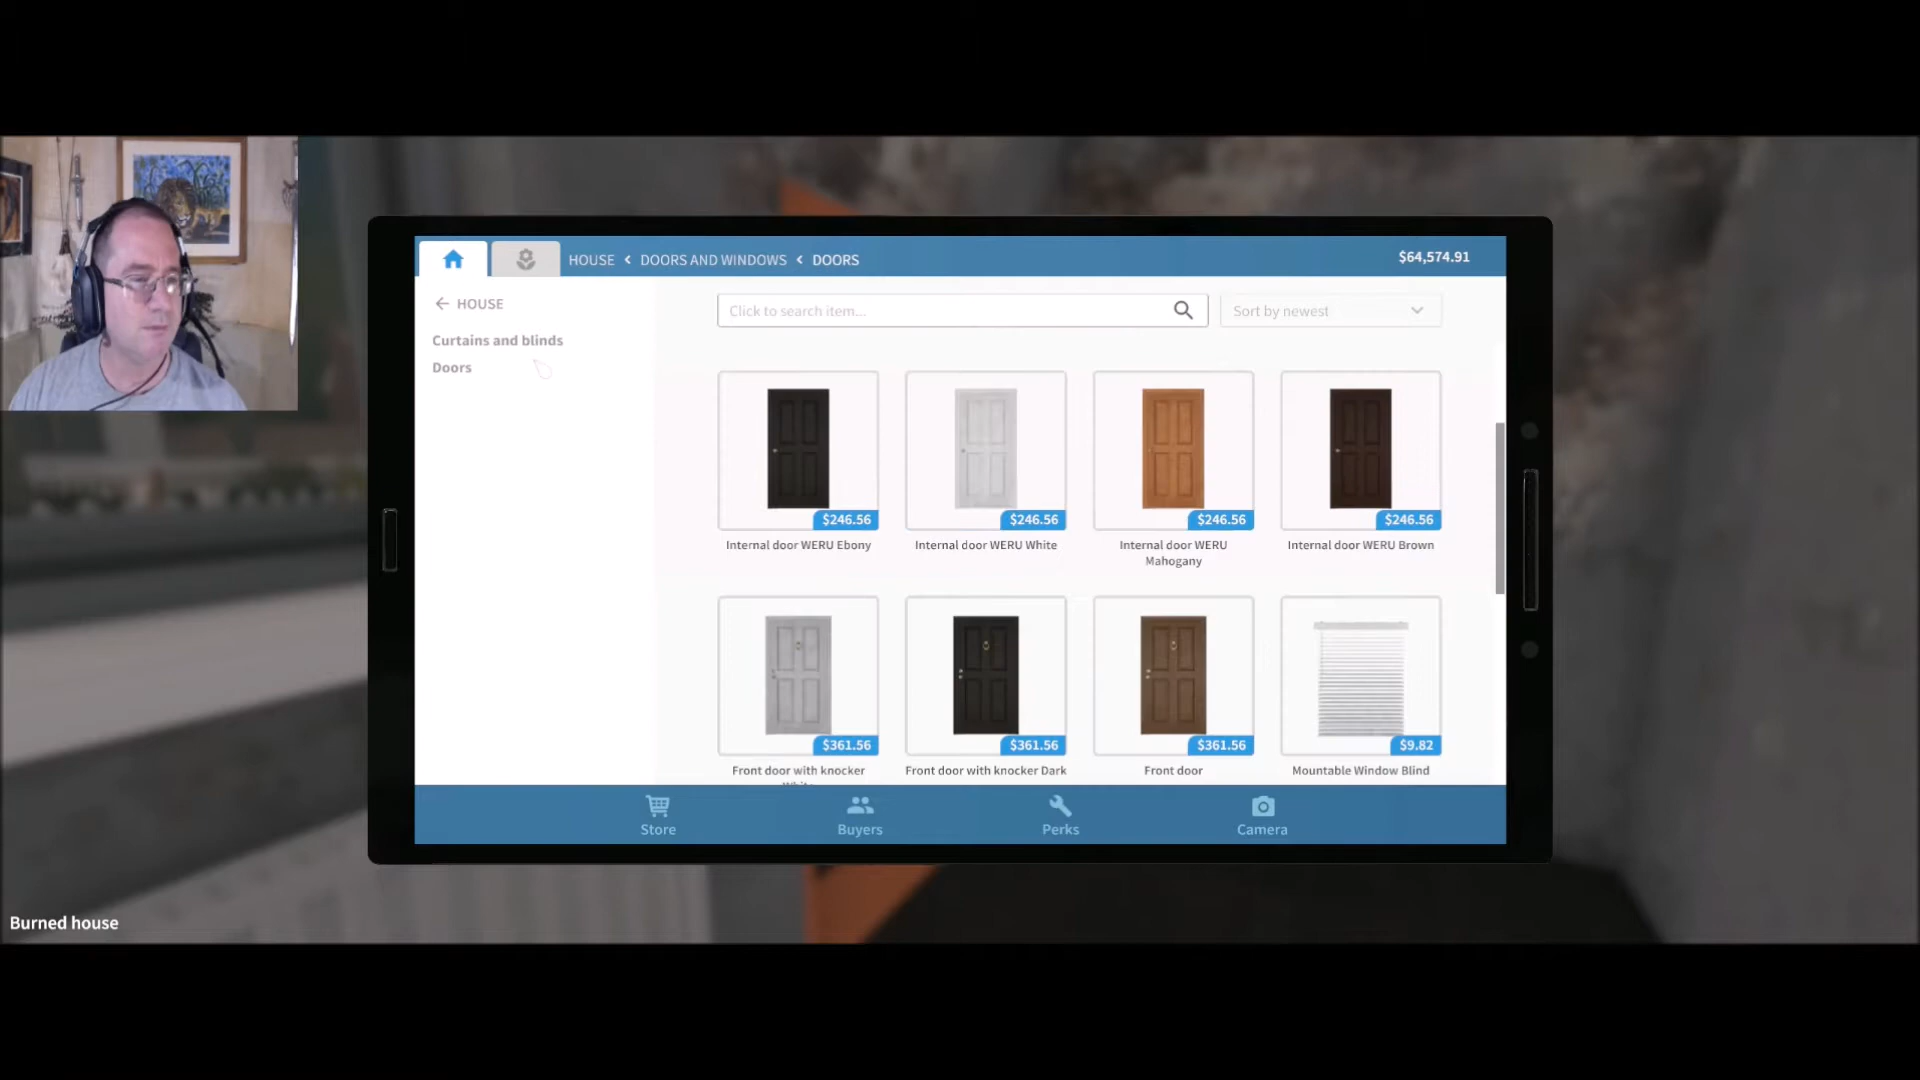 HOUSE < DOORS AND WINDOWS < DOORS
$64,574.91
HOUSE
Curtains and blinds
Doors
Click to search item...
Sort by newest
$246.56
$246.56
$246.56
$246.56
Internal door WERU Ebony
Internal door WERU White
Internal door WERU
Mahogany
Internal door WERU Brown
$361.56
$361.56
$361.56
$9.82
Front door with knocker
Front door with knocker Dark
Front door
Mountable Window Blind
Store
Buyers
Perks
Camera
Burned house